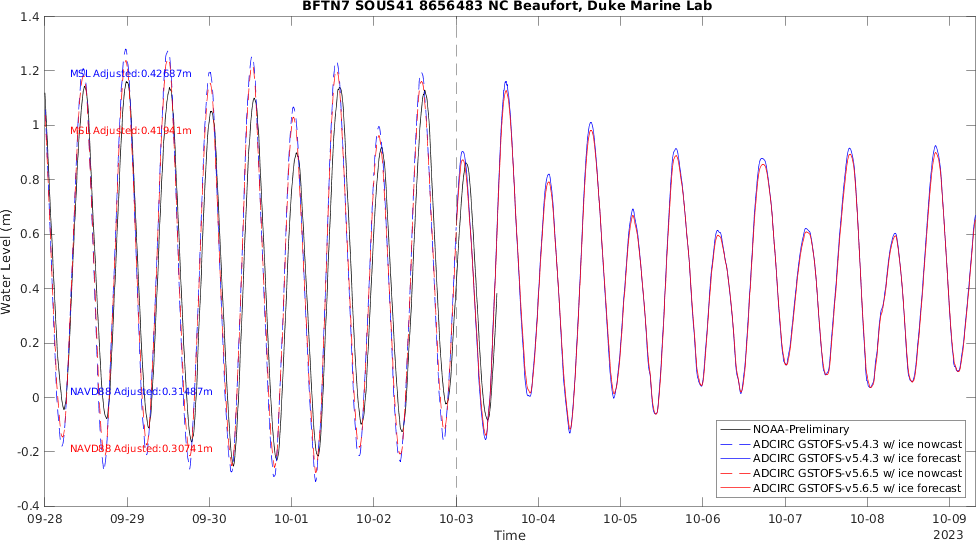 BFTN7 SOUS41 8656483 NC Beaufort, Duke Marine Lab
1.4
1.2
1
0.8
0.6
0.4
0.2
0
-0.2
-0.4
Water Level (m)
MSL Adjusted:0.42687m
MSL Adjusted:0.41941m
NAVD88 Adjusted:0.31487m
NAVD88 Adjusted:0.30741m
NOAA-Preliminary
ADCIRC GSTOFS-v5.4.3 w/ ice nowcast
ADCIRC GSTOFS-v5.4.3 w/ ice forecast
ADCIRC GSTOFS-v5.6.5 w/ ice nowcast
ADCIRC GSTOFS-v5.6.5 w/ ice forecast
09-28 09-29 09-30 10-01 10-02 10-03 10-04 10-05 10-06 10-07 10-08 10-09
Time
2023